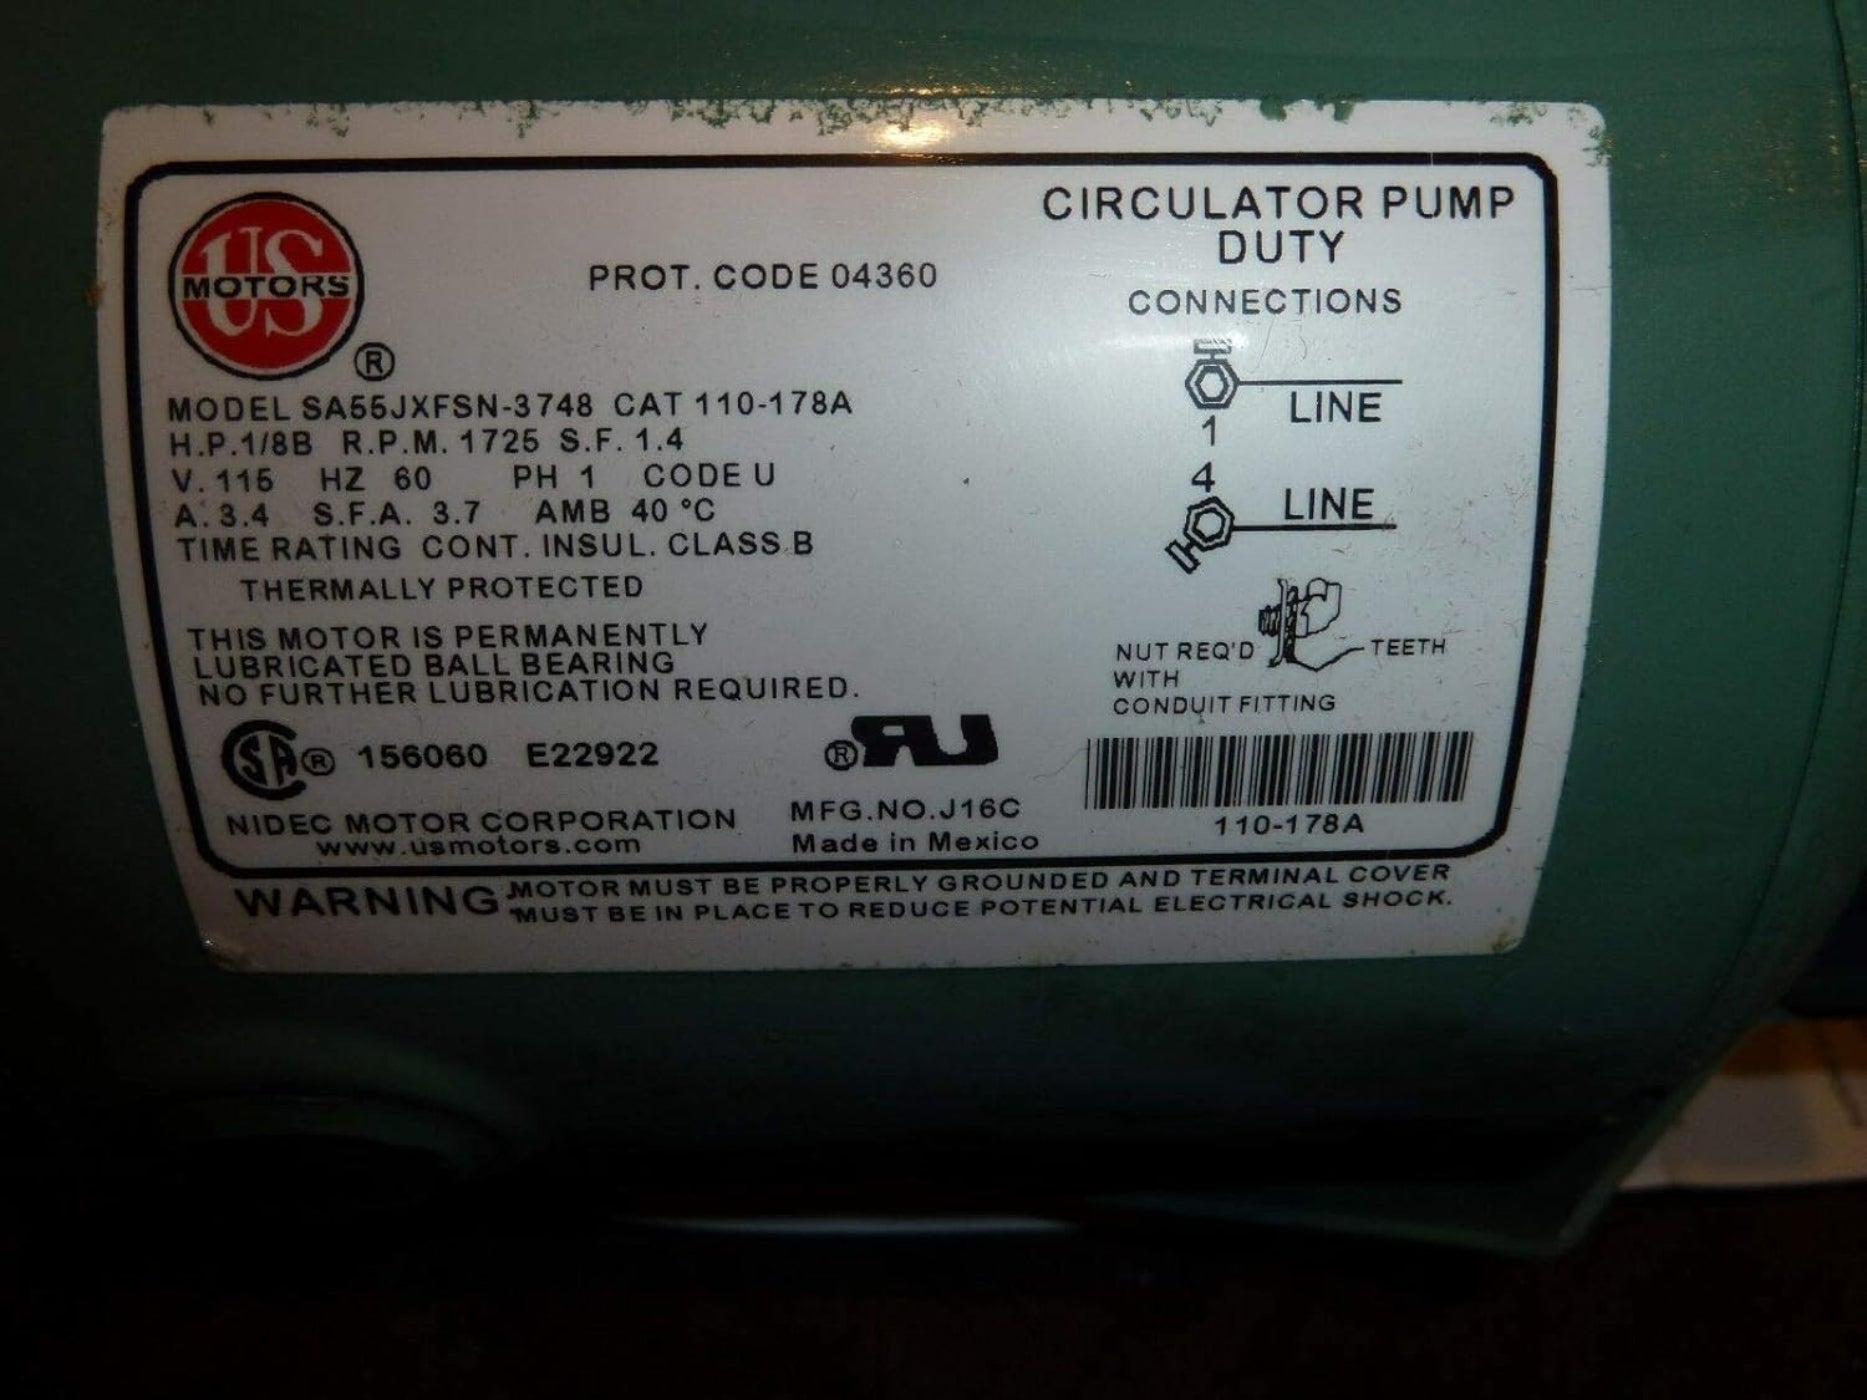 US
MOTORS
®
PROT. CODE 04360
CIRCULATOR PUMP
DUTY
CONNECTIONS
1
LINE
4
LINE
MODEL SA55JXFSN-3748 CAT 110-178A
H.P.1/8B R.P.M. 1725 S.F. 1.4
V. 115 HZ 60 PH 1 CODE U
A. 3.4 S.F.A. 3.7 AMB 40 °C
TIME RATING CONT. INSUL. CLASS B
THERMALLY PROTECTED
THIS MOTOR IS PERMANENTLY
LUBRICATED BALL BEARING
NO FURTHER LUBRICATION REQUIRED.
NUT REQ'D TEETH
WITH
CONDUIT FITTING
SA ® 156060 E22922
® RU
110-178A
NIDEC MOTOR CORPORATION MFG.NO.J16C
www.usmotors.com Made in Mexico
WARNING MOTOR MUST BE PROPERLY GROUNDED AND TERMINAL COVER
MUST BE IN PLACE TO REDUCE POTENTIAL ELECTRICAL SHOCK.